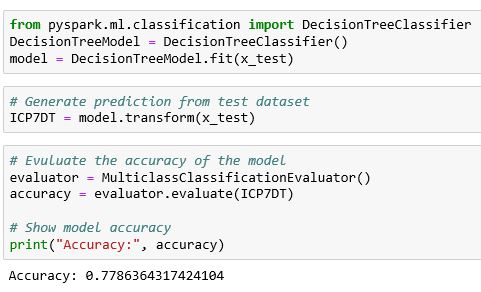 from pyspark.ml.classification import DecisionTreeClassifier
DecisionTreeModel = DecisionTreeClassifier()
model = DecisionTreeModel.fit(x_test)
# Generate prediction from test dataset
ICP7DT = model.transform(x_test)
# Evuluate the accuracy of the model
evaluator = MulticlassClassificationEvaluator()
accuracy = evaluator.evaluate(ICP7DT)
# Show model accuracy
print("Accuracy:", accuracy)
Accuracy: 0.7786364317424104